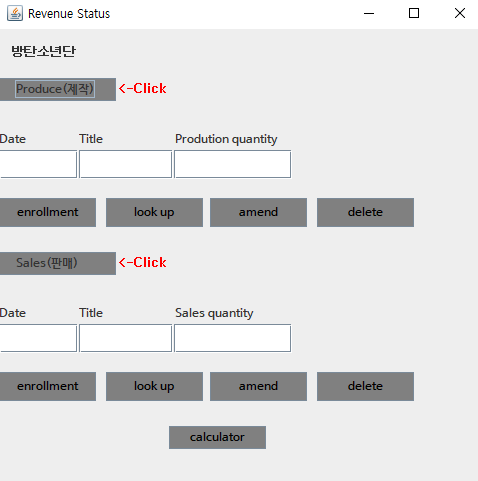 Revenue Status
방탄소년단
Produce(제작) <-Click
Date Title Prodution quantity
enrollment look up amend delete
Sales(판매) <-Click
Date Title Sales quantity
enrollment look up amend delete
calculator